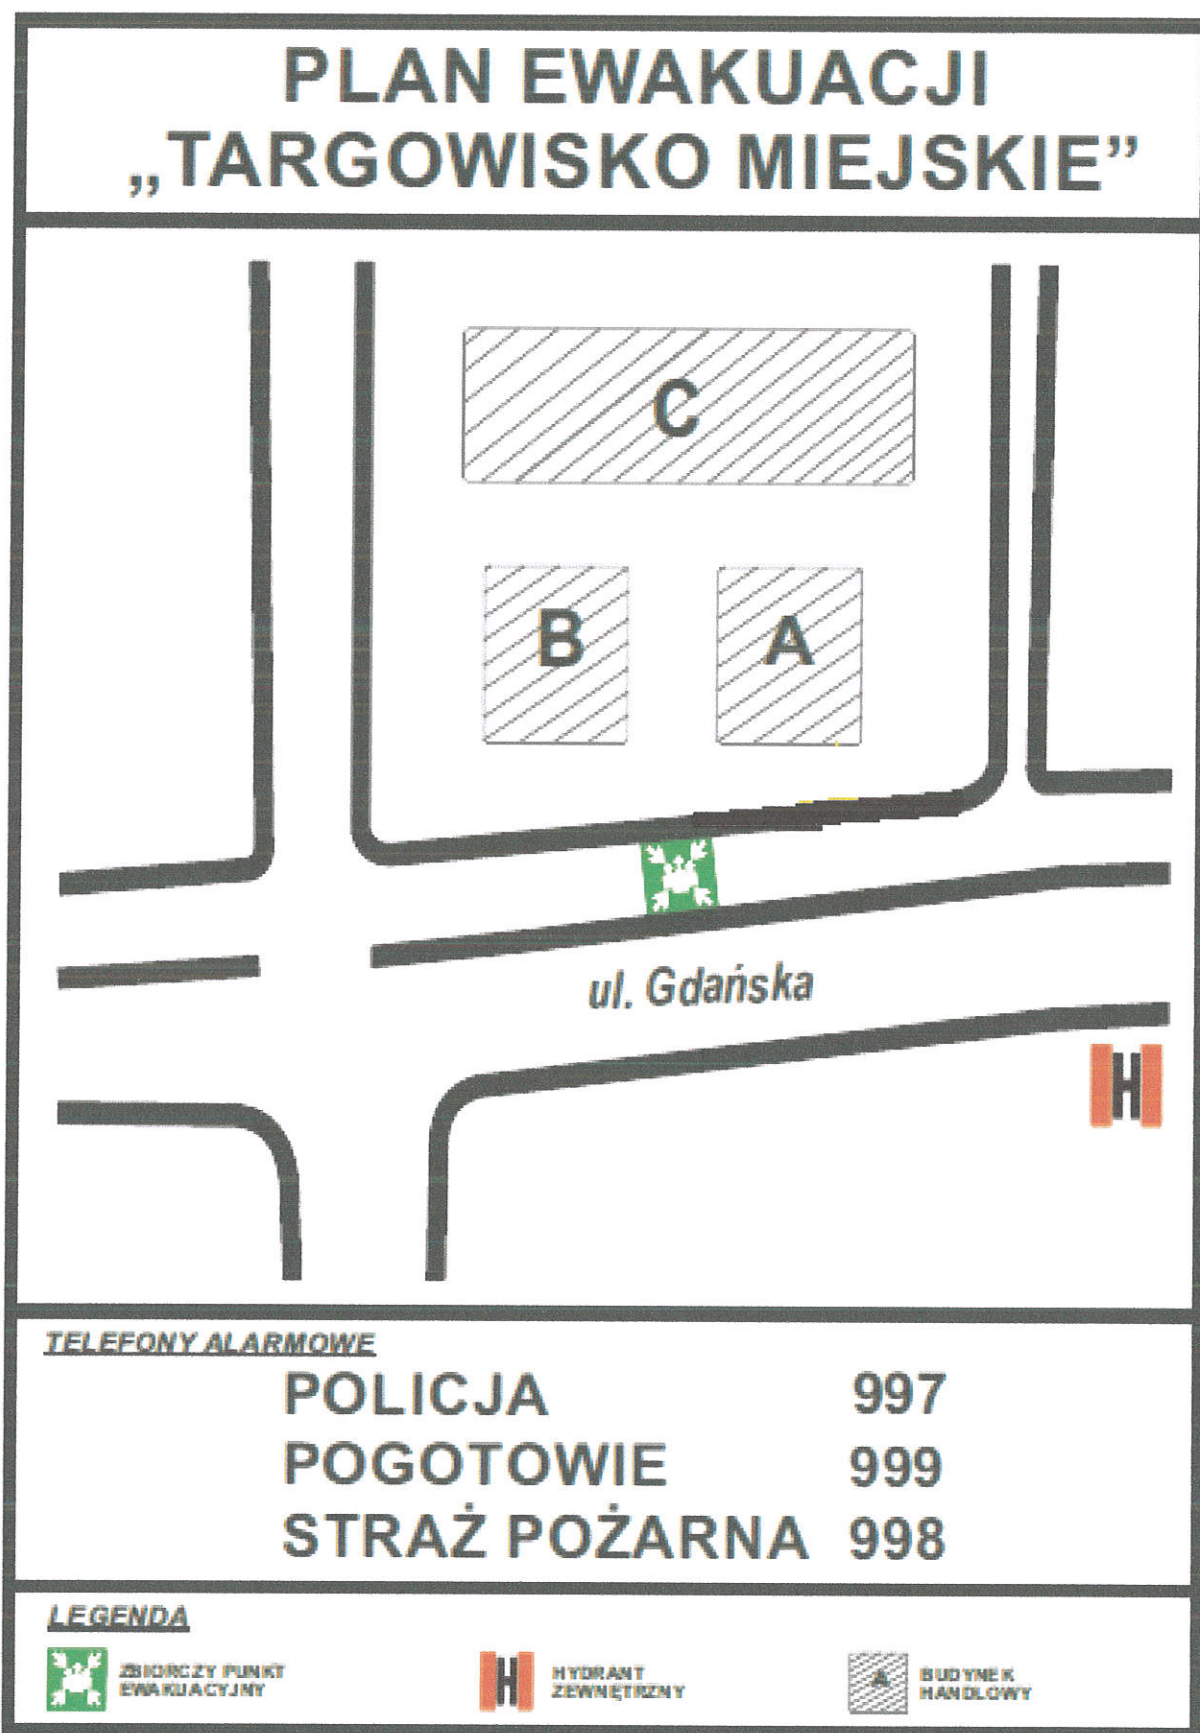 PLAN EWAKUACJI
„TARGOWISKO MIEJSKIE”
C
B
A
ul. Gdańska
H
TELEFONY ALARMOWE
POLICJA 997
POGOTOWIE 999
STRAŻ POŻARNA 998
LEGENDA
ZBIORCZY PUNKT
EWAKUACYJNY
H
HYDRANT
ZEWNĘTRZNY
A
BUDYNEK
HANDLOWY